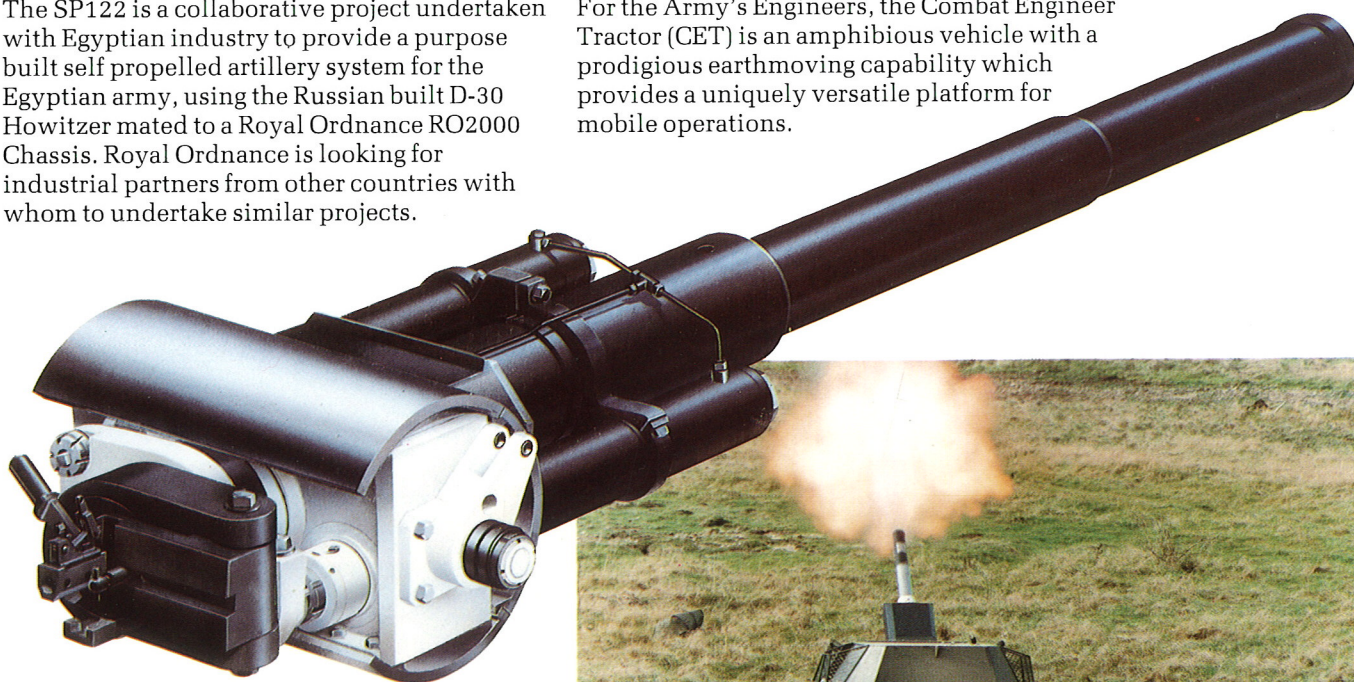 The SP122 is a collaborative project undertaken
with Egyptian industry to provide a purpose
built self propelled artillery system for the
Egyptian army, using the Russian built D-30
Howitzer mated to a Royal Ordnance RO2000
Chassis. Royal Ordnance is looking for
industrial partners from other countries with
whom to undertake similar projects.
For the Army's Engineers, the Combat Engineer
Tractor (CET) is an amphibious vehicle with a
prodigious earthmoving capability which
provides a uniquely versatile platform for
mobile operations.